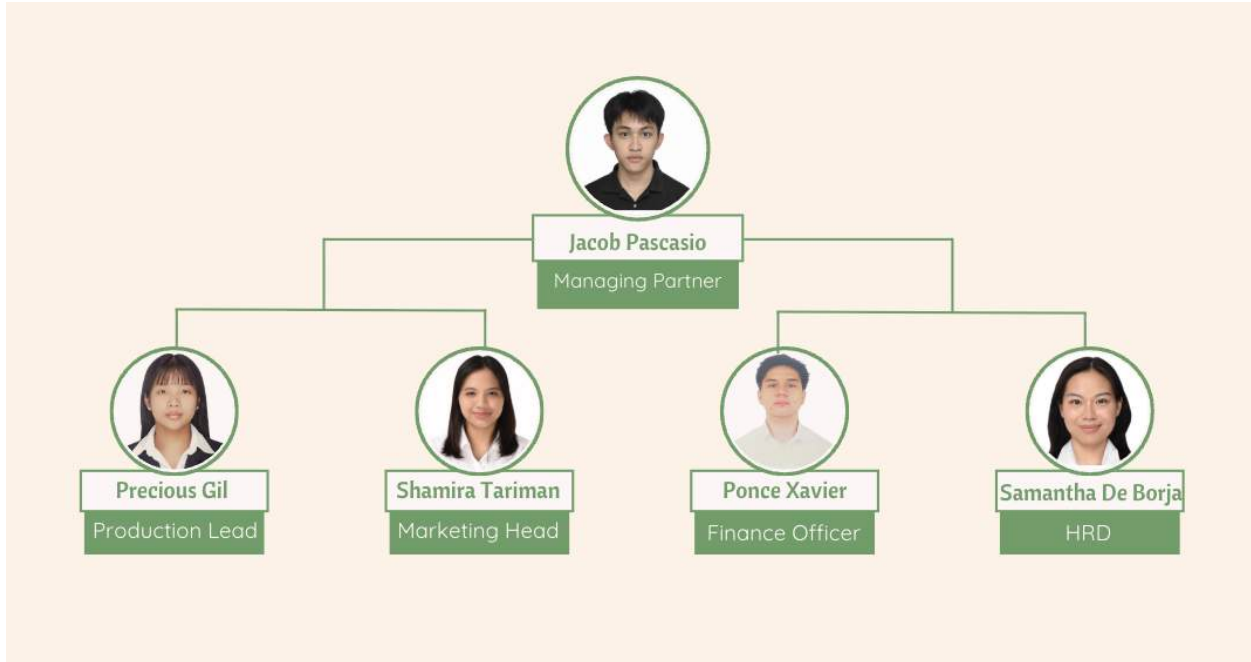 Jacob Pascasio
Managing Partner
Precious Gil
Production Lead
Shamira Tariman
Marketing Head
Ponce Xavier
Finance Officer
Samantha De Borja
HRD